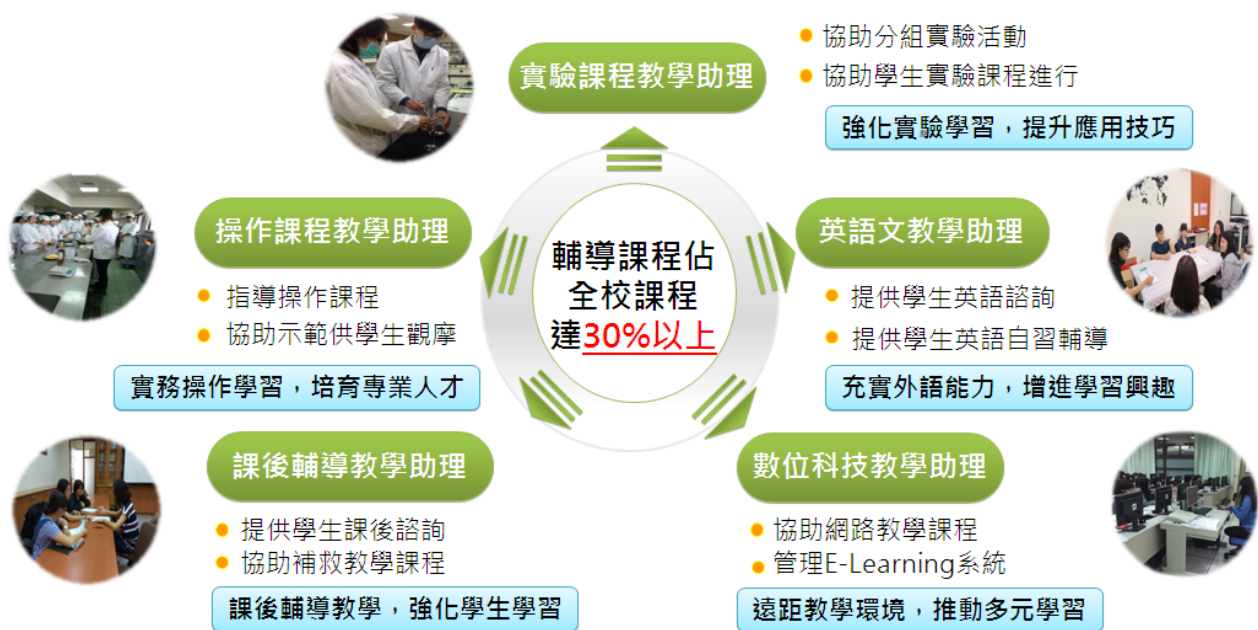 實驗課程教學助理
協助分組實驗活動
協助學生實驗課程進行
強化實驗學習，提升應用技巧
操作課程教學助理
指導操作課程
協助示範供學生觀摩
實務操作學習，培育專業人才
輔導課程佔
全校課程
達30%以上
英語文教學助理
提供學生英語諮詢
提供學生英語自習輔導
充實外語能力，增進學習興趣
課後輔導教學助理
提供學生課後諮詢
協助補救教學課程
課後輔導教學，強化學生學習
數位科技教學助理
協助網路教學課程
管理E-Learning系統
遠距教學環境，推動多元學習